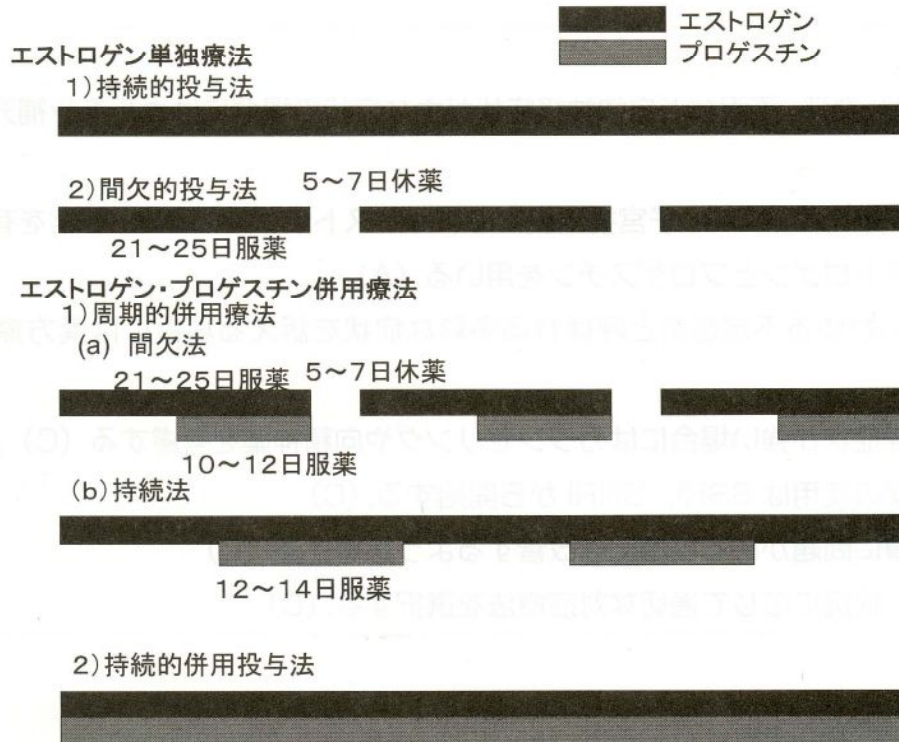 エストロゲン
プロゲスチン
エストロゲン単独療法
1)持続的投与法
2)間欠的投与法 5〜7日休薬
21〜25日服薬
エストロゲン・プロゲスチン併用療法
1)周期的併用療法
(a) 間欠法
21〜25日服薬 5〜7日休薬
10〜12日服薬
(b)持続法
12〜14日服薬
2)持続的併用投与法